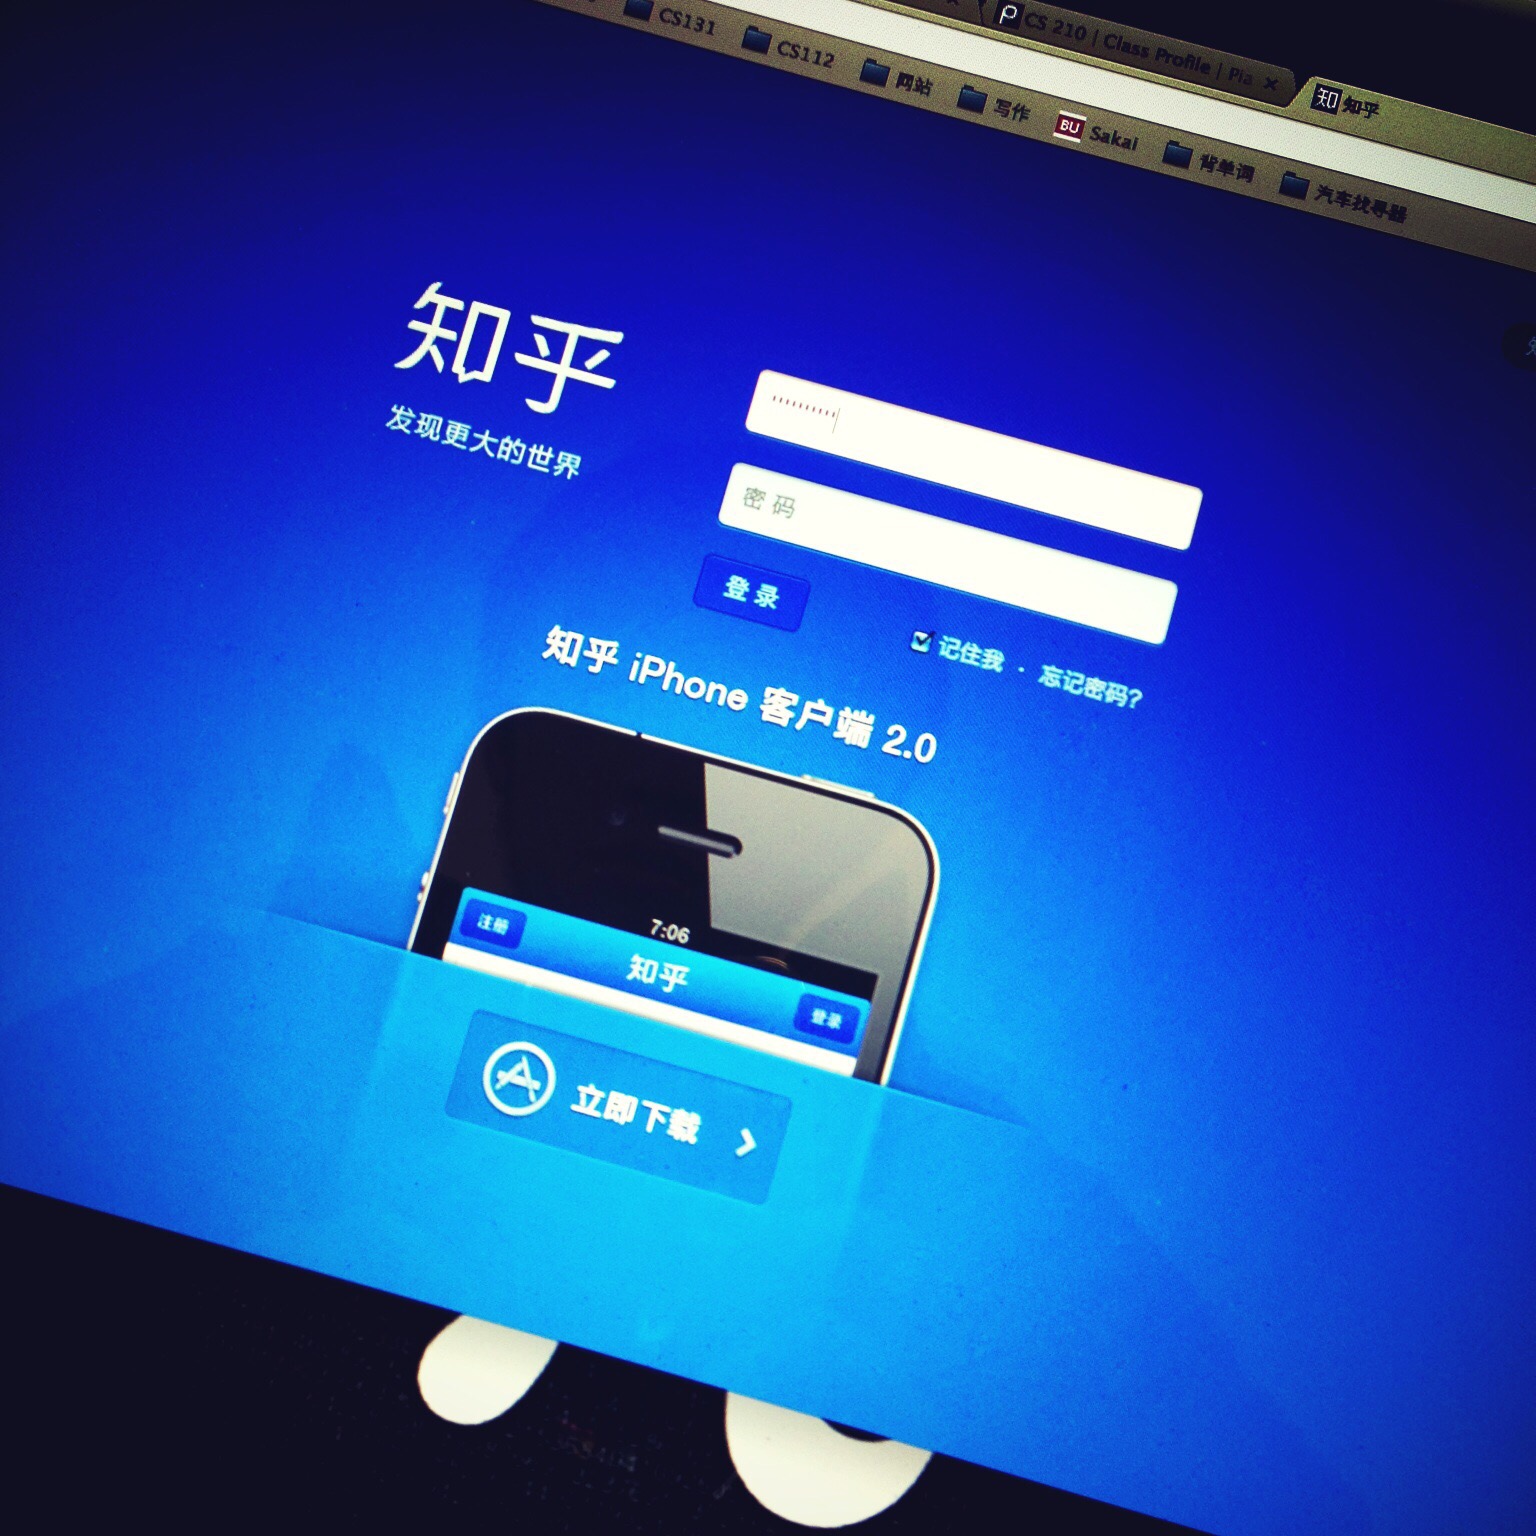 CS 210 | Class Profile | Pia
知乎
CS131
CS112
网站
写作
BU Sakai
背单词
汽车找寻器
知乎
发现更大的世界
密码
登录
记住我 · 忘记密码?
知乎 iPhone 客户端 2.0
7:06
注册
知乎
登录
立即下载